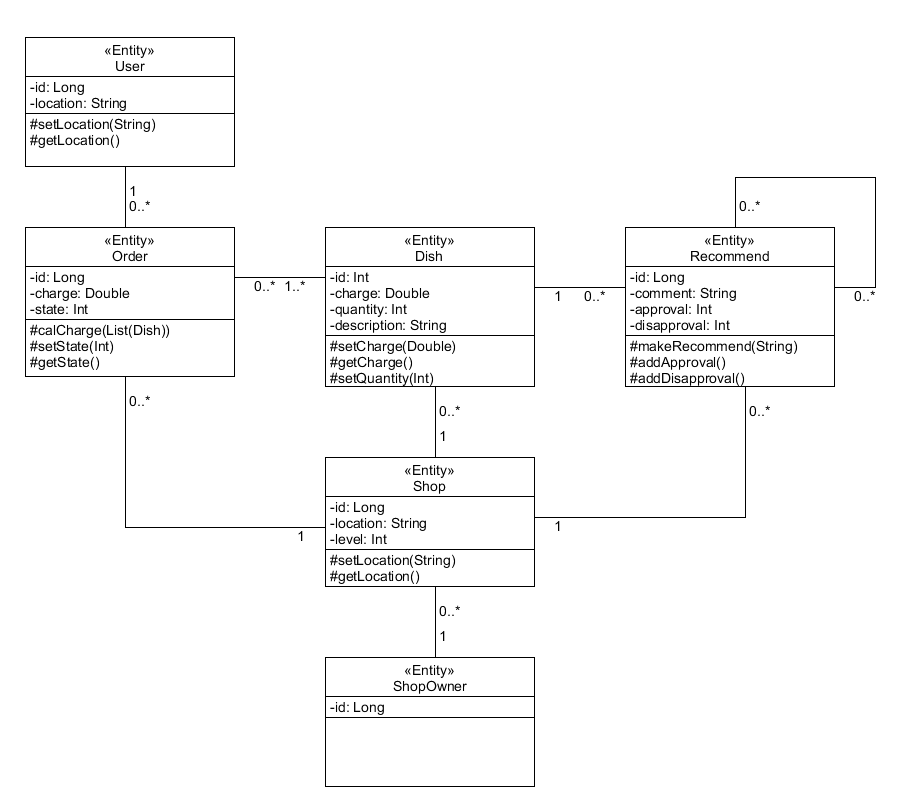 «Entity»
User
-id: Long
-location: String
#setLocation(String)
#getLocation()
1
0..*
0..*
«Entity»
Order
-id: Long
-charge: Double
-state: Int
#calCharge(List(Dish))
#setState(Int)
#getState()
0..* 1..*
«Entity»
Dish
-id: Int
-charge: Double
-quantity: Int
-description: String
#setCharge(Double)
#getCharge()
#setQuantity(Int)
1 0..*
«Entity»
Recommend
-id: Long
-comment: String
-approval: Int
-disapproval: Int
#makeRecommend(String)
#addApproval()
#addDisapproval()
0..*
0..*
0..*
0..*
1
«Entity»
Shop
-id: Long
-location: String
-level: Int
#setLocation(String)
#getLocation()
1
1
0..*
1
«Entity»
ShopOwner
-id: Long